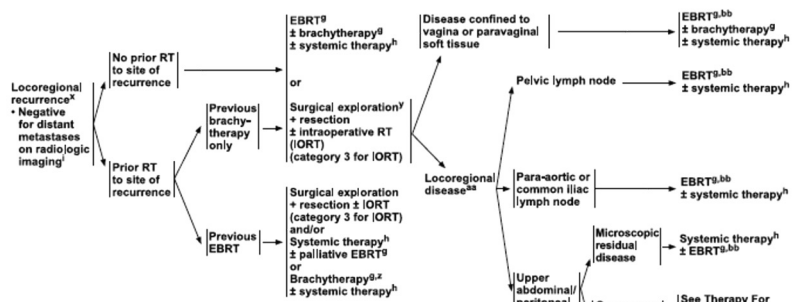 Locoregional
recurrencex
• Negative
for distant
metastases
on radiologic
imagingi
No prior RT
to site of
recurrence
Prior RT
to site of
recurrence
Previous
brachy-
therapy
only
Previous
EBRT
EBRTg
± brachytherapyg
± systemic therapyh
or
Surgical explorationy
+ resection
± intraoperative RT
(IORT)
(category 3 for IORT)
Surgical exploration
+ resection ± IORT
(category 3 for IORT)
and/or
Systemic therapyh
± palliative EBRTg
or
Brachytherapyg,z
± systemic therapyh
Disease confined to
vagina or paravaginal
soft tissue
EBRTg,bb
± brachytherapyg
± systemic therapyh
Locoregional
diseaseaa
Pelvic lymph node
EBRTg,bb
± systemic therapyh
Para-aortic or
common iliac
lymph node
EBRTg,bb
± systemic therapyh
Upper
abdominal/
Microscopic
residual
disease
Systemic therapyh
± EBRTg,bb
See Therapy For